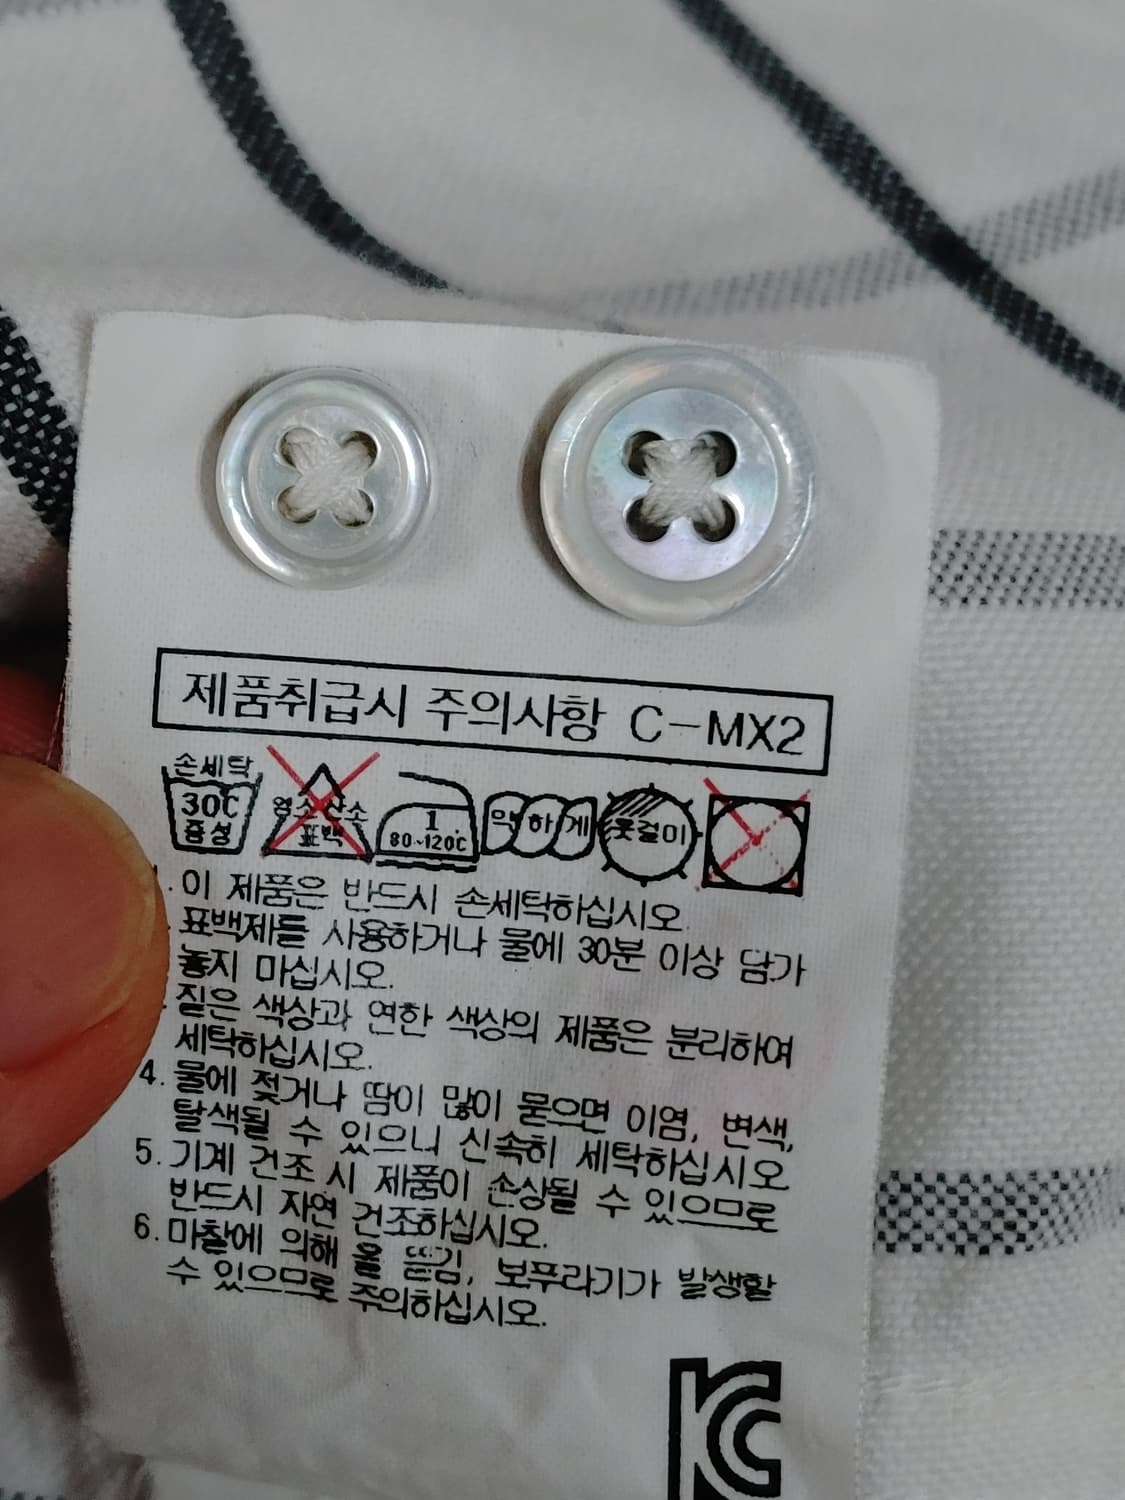 제품취급시 주의사항 C-MX2
손세탁
30C
중성
염소 산소
표백
1
80~120C
약하게
옷걸이
1. 이 제품은 반드시 손세탁하십시오.
표백제를 사용하거나 물에 30분 이상 담가
놓지 마십시오.
짙은 색상과 연한 색상의 제품은 분리하여
세탁하십시오.
4. 물에 젖거나 땀이 많이 묻으면 이염, 변색,
탈색될 수 있으니 신속히 세탁하십시오
5. 기계 건조 시 제품이 손상될 수 있으므로
반드시 자연 건조하십시오.
6. 마찰에 의해 올 뜯김, 보푸라기가 발생할
수 있으므로 주의하십시오.
KC